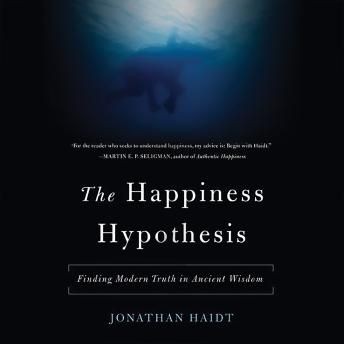 "For the reader who seeks to understand happiness, my advice is: Begin with Haidt."
—MARTIN E. P. SELIGMAN, author of Authentic Happiness
The Happiness
Hypothesis
Finding Modern Truth in Ancient Wisdom
JONATHAN HAIDT